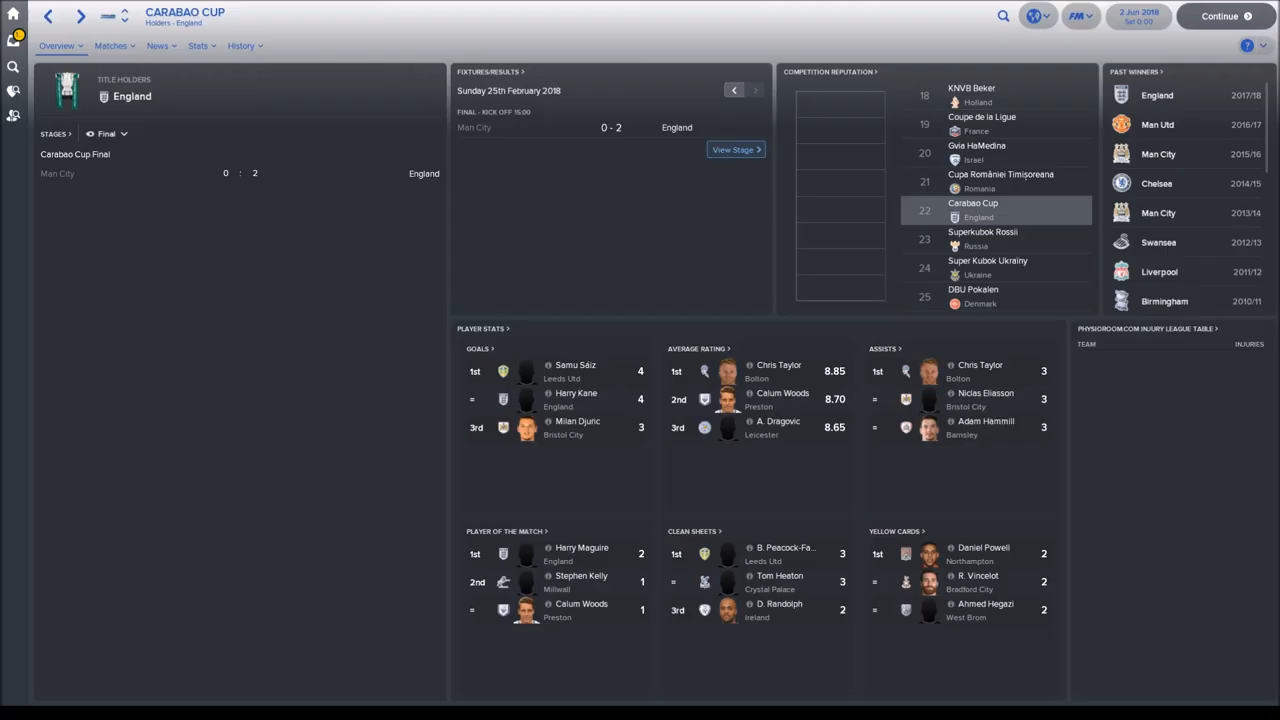 CARABAO CUP
Holders - England
FM
2 Jun 2018
Sat 0:00
Continue
Overview
Matches
News
Stats
History
?
TITLE HOLDERS
England
STAGES >
Final
Carabao Cup Final
Man City 0 : 2 England
FIXTURES/RESULTS >
Sunday 25th February 2018
FINAL - KICK OFF 15:00
Man City 0 - 2 England
View Stage >
COMPETITION REPUTATION >
18 KNVB Beker
Holland
19 Coupe de la Ligue
France
20 Gvia HaMedina
Israel
21 Cupa României Timișoreana
Romania
22 Carabao Cup
England
23 Superkubok Rossii
Russia
24 Super Kubok Ukrainy
Ukraine
25 DBU Pokalen
Denmark
PAST WINNERS >
England 2017/18
Man Utd 2016/17
Man City 2015/16
Chelsea 2014/15
Man City 2013/14
Swansea 2012/13
Liverpool 2011/12
Birmingham 2010/11
PLAYER STATS >
GOALS >
1st Samu Sáiz 4
Leeds Utd
= Harry Kane 4
England
3rd Milan Djuric 3
Bristol City
AVERAGE RATING >
1st Chris Taylor 8.85
Bolton
2nd Calum Woods 8.70
Preston
3rd A. Dragovic 8.65
Leicester
ASSISTS >
1st Chris Taylor 3
Bolton
= Niclas Eliasson 3
Bristol City
= Adam Hammill 3
Barnsley
PLAYER OF THE MATCH >
1st Harry Maguire 2
England
2nd Stephen Kelly 1
Millwall
= Calum Woods 1
Preston
CLEAN SHEETS >
1st B. Peacock-Fa... 3
Leeds Utd
= Tom Heaton 3
Crystal Palace
3rd D. Randolph 2
Ireland
YELLOW CARDS >
1st Daniel Powell 2
Northampton
= R. Vincelot 2
Bradford City
= Ahmed Hegazi 2
West Brom
PHYSIOROOM.COM INJURY LEAGUE TABLE >
TEAM INJURIES